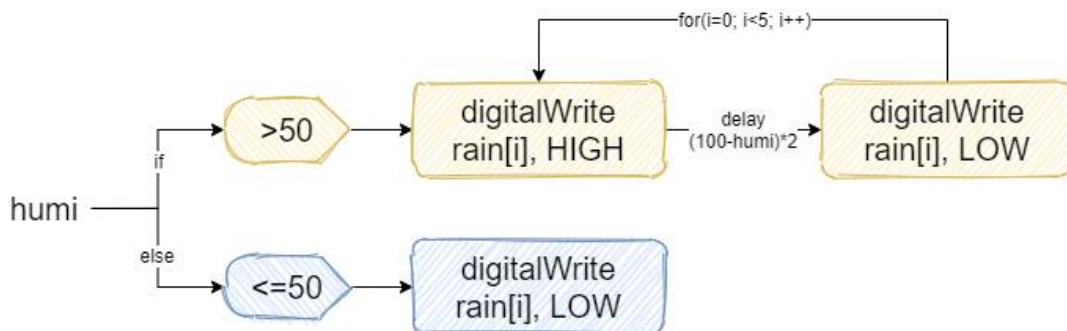 for(i=0; i<5; i++)
>50
digitalWrite
rain[i], HIGH
delay
(100-humi)*2
digitalWrite
rain[i], LOW
if
humi
else
<=50
digitalWrite
rain[i], LOW